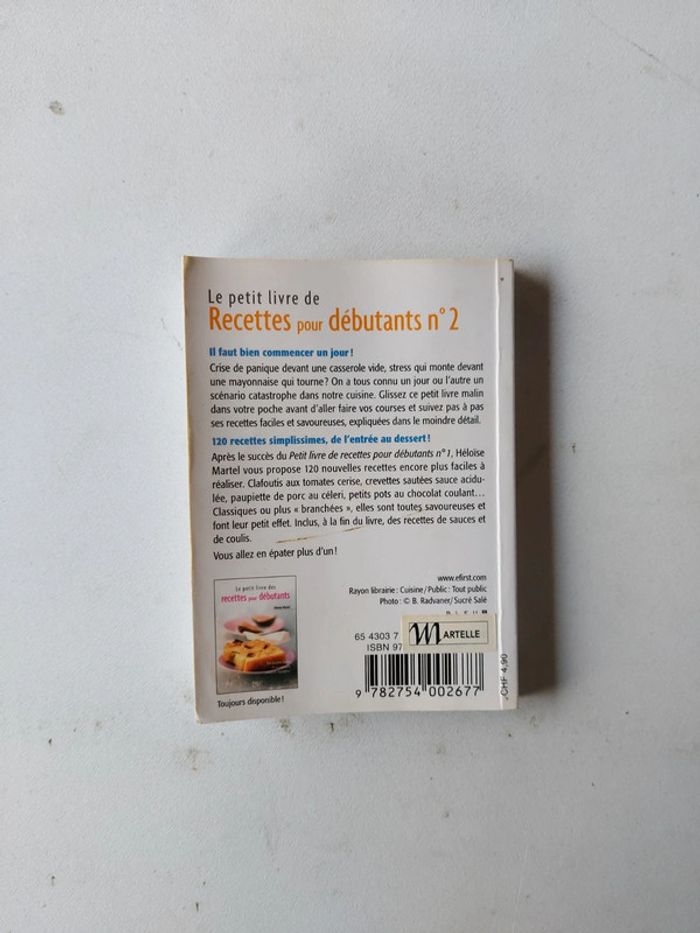 Le petit livre de
Recettes pour débutants n° 2
Il faut bien commencer un jour !
Crise de panique devant une casserole vide, stress qui monte devant
une mayonnaise qui tourne ? On a tous connu un jour ou l'autre un
scénario catastrophe dans notre cuisine. Glissez ce petit livre malin
dans votre poche avant d'aller faire vos courses et suivez pas à pas
ses recettes faciles et savoureuses, expliquées dans le moindre détail.
120 recettes simplissimes, de l'entrée au dessert !
Après le succès du Petit livre de recettes pour débutants n° 1, Héloïse
Martel vous propose 120 nouvelles recettes encore plus faciles à
réaliser. Clafoutis aux tomates cerise, crevettes sautées sauce acidu-
lée, paupiette de porc au céleri, petits pots au chocolat coulant...
Classiques ou plus « branchées », elles sont toutes savoureuses et
font leur petit effet. Inclus, à la fin du livre, des recettes de sauces et
de coulis.
Vous allez en épater plus d'un !
www.efirst.com
Rayon librairie : Cuisine / Public : Tout public
Photo : © B. Radvaner / Sucré Salé
Le petit livre des
recettes pour débutants
65 4303 7
MARTELLE
ISBN 97
9 782754 002677
CHF 4,90
Toujours disponible !